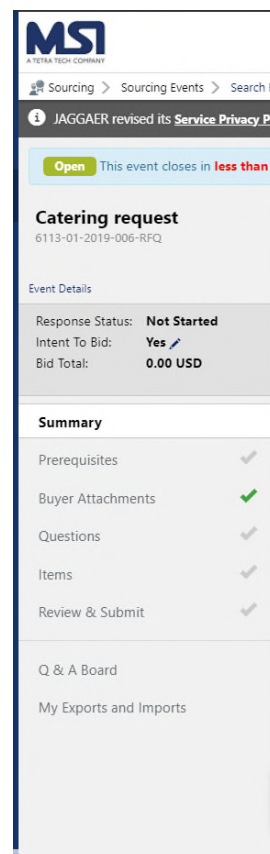 MSI
A TETRA TECH COMPANY
Sourcing > Sourcing Events > Search
JAGGAER revised its Service Privacy P
Open This event closes in less than
Catering request
6113-01-2019-006-RFQ
Event Details
Response Status: Not Started
Intent To Bid: Yes
Bid Total: 0.00 USD
Summary
Prerequisites
Buyer Attachments
Questions
Items
Review & Submit
Q & A Board
My Exports and Imports